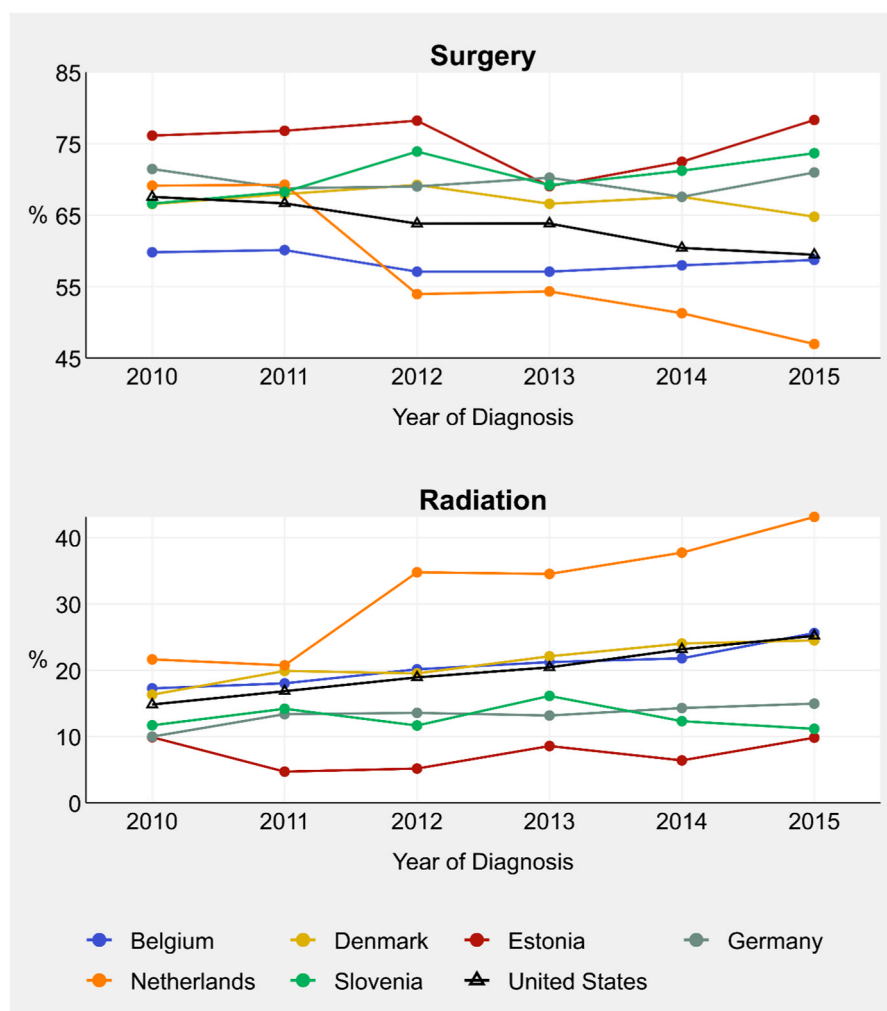 Surgery
85
75
65
55
45
%
2010 2011 2012 2013 2014 2015
Year of Diagnosis
Radiation
40
30
20
10
0
%
2010 2011 2012 2013 2014 2015
Year of Diagnosis
Belgium Denmark Estonia Germany
Netherlands Slovenia United States